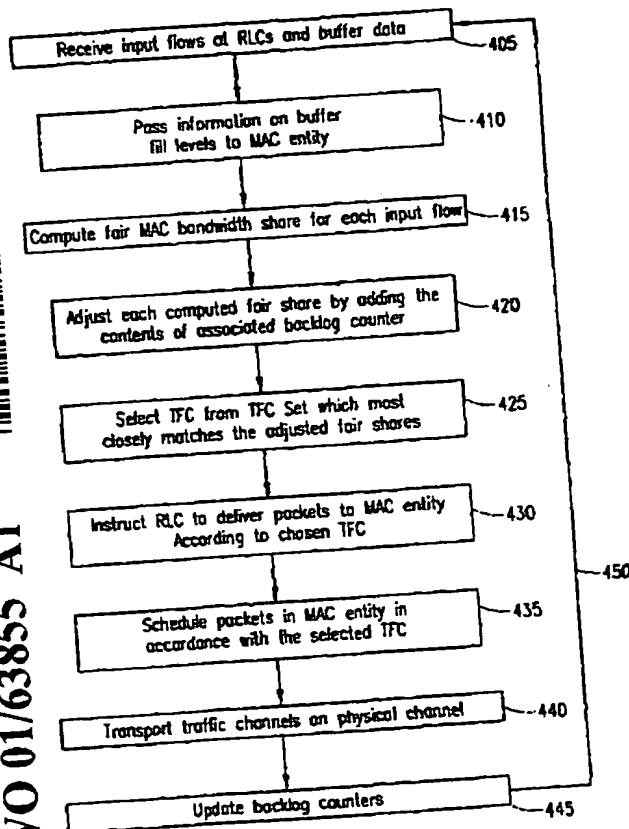 Receive input flows at RLCs and buffer data
405
Pass information on buffer
fill levels to MAC entity
410
Compute fair MAC bandwidth share for each input flow
415
Adjust each computed fair share by adding the
contents of associated backlog counter
420
Select TFC from TFC Set which most
closely matches the adjusted fair shares
425
Instruct RLC to deliver packets to MAC entity
According to chosen TFC
430
Schedule packets in MAC entity in
accordance with the selected TFC
435
Transport traffic channels on physical channel
440
Update backlog counters
445
450
WO 01/63855 A1